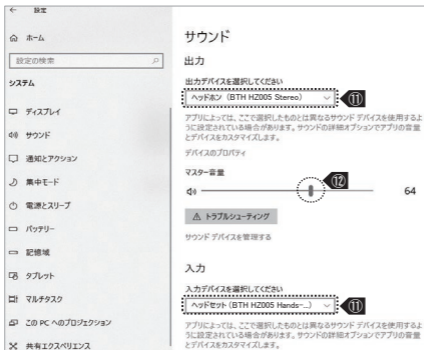 ← 設定
ホーム
設定の検索
システム
ディスプレイ
サウンド
通知とアクション
集中モード
電源とスリープ
バッテリー
記憶域
タブレット
マルチタスク
この PC へのプロジェクション
共有エクスペリエンス
サウンド
出力
出力デバイスを選択してください
ヘッドホン (BTH HZ005 Stereo)
⑪
アプリによっては、ここで選択したものとは異なるサウンド デバイスを使用するよ
うに設定されている場合があります。サウンドの詳細オプションでアプリの音量
とデバイスをカスタマイズします。
デバイスのプロパティ
マスター音量
⑫
64
トラブルシューティング
サウンド デバイスを管理する
入力
入力デバイスを選択してください
ヘッドセット (BTH HZ005 Hands-...)
⑪
アプリによっては、ここで選択したものとは異なるサウンド デバイスを使用するよ
うに設定されている場合があります。サウンドの詳細オプションでアプリの音量
とデバイスをカスタマイズします。